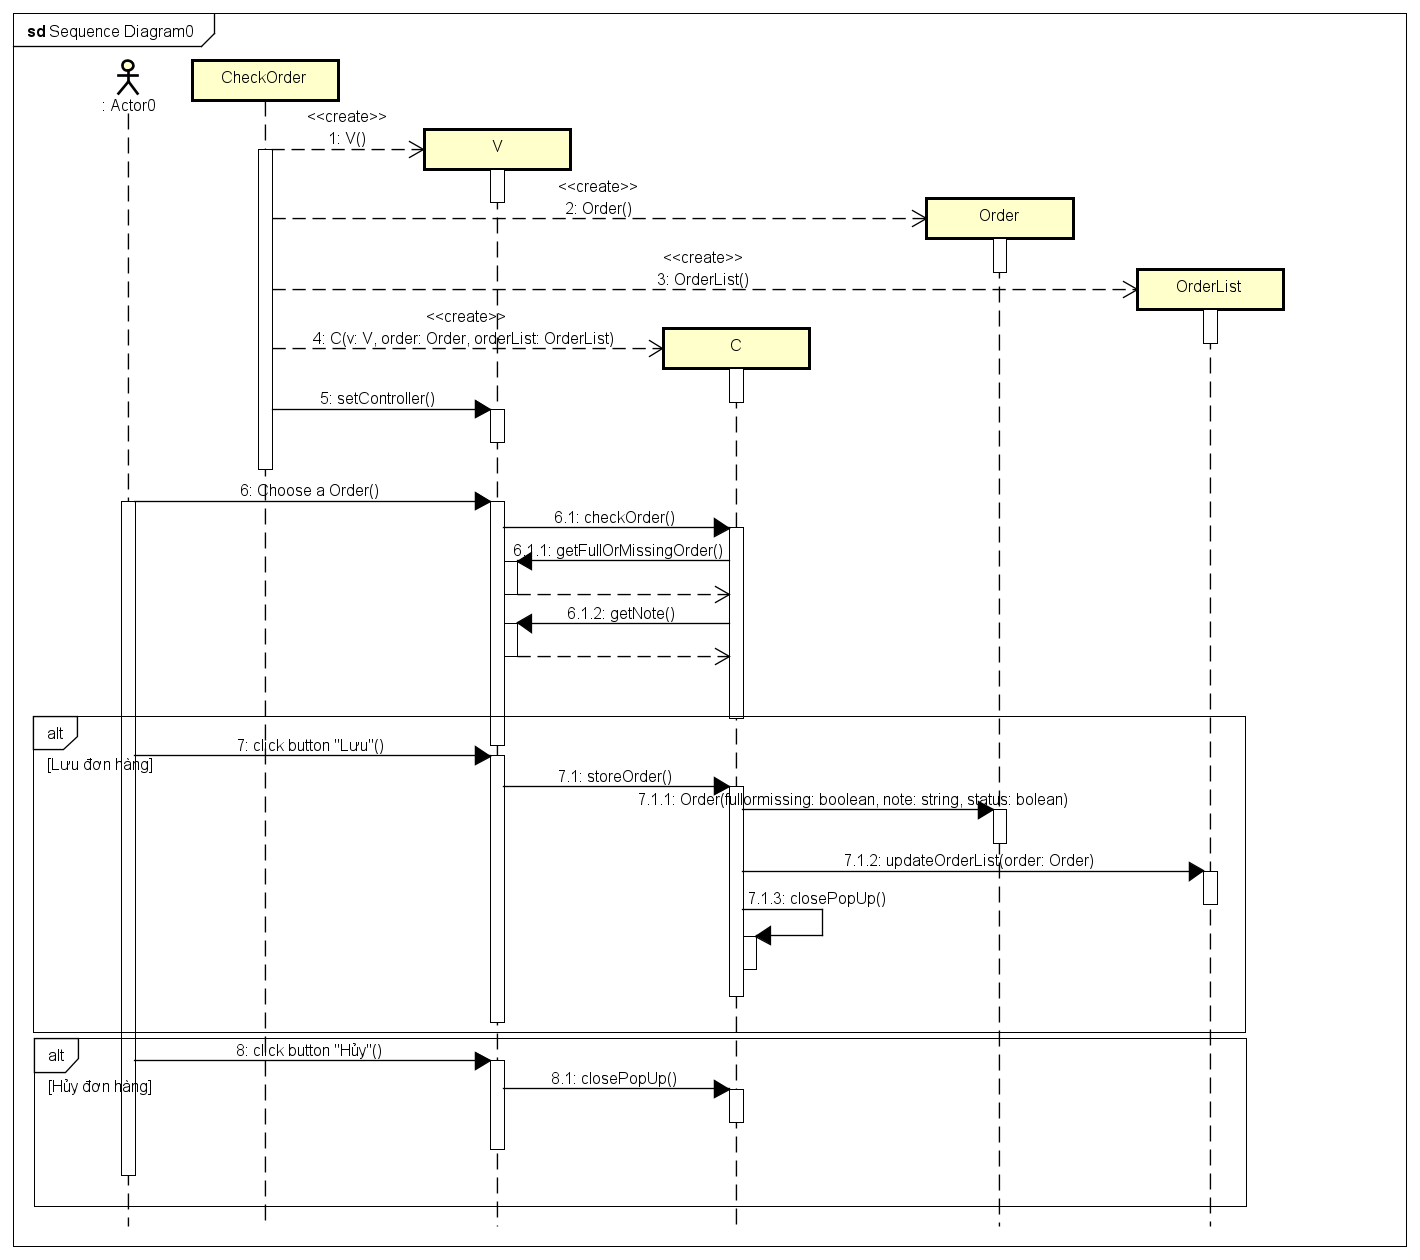 sd Sequence Diagram0
: Actor0
CheckOrder
<<create>>
1: V()
V
<<create>>
2: Order()
Order
<<create>>
3: OrderList()
OrderList
<<create>>
4: C(v: V, order: Order, orderList: OrderList)
C
5: setController()
6: Choose a Order()
6.1: checkOrder()
6.1.1: getFullOrMissingOrder()
6.1.2: getNote()
alt
[Lưu đơn hàng]
7: click button "Lưu"()
7.1: storeOrder()
7.1.1: Order(fullormissing: boolean, note: string, status: bolean)
7.1.2: updateOrderList(order: Order)
7.1.3: closePopUp()
alt
[Hủy đơn hàng]
8: click button "Hủy"()
8.1: closePopUp()